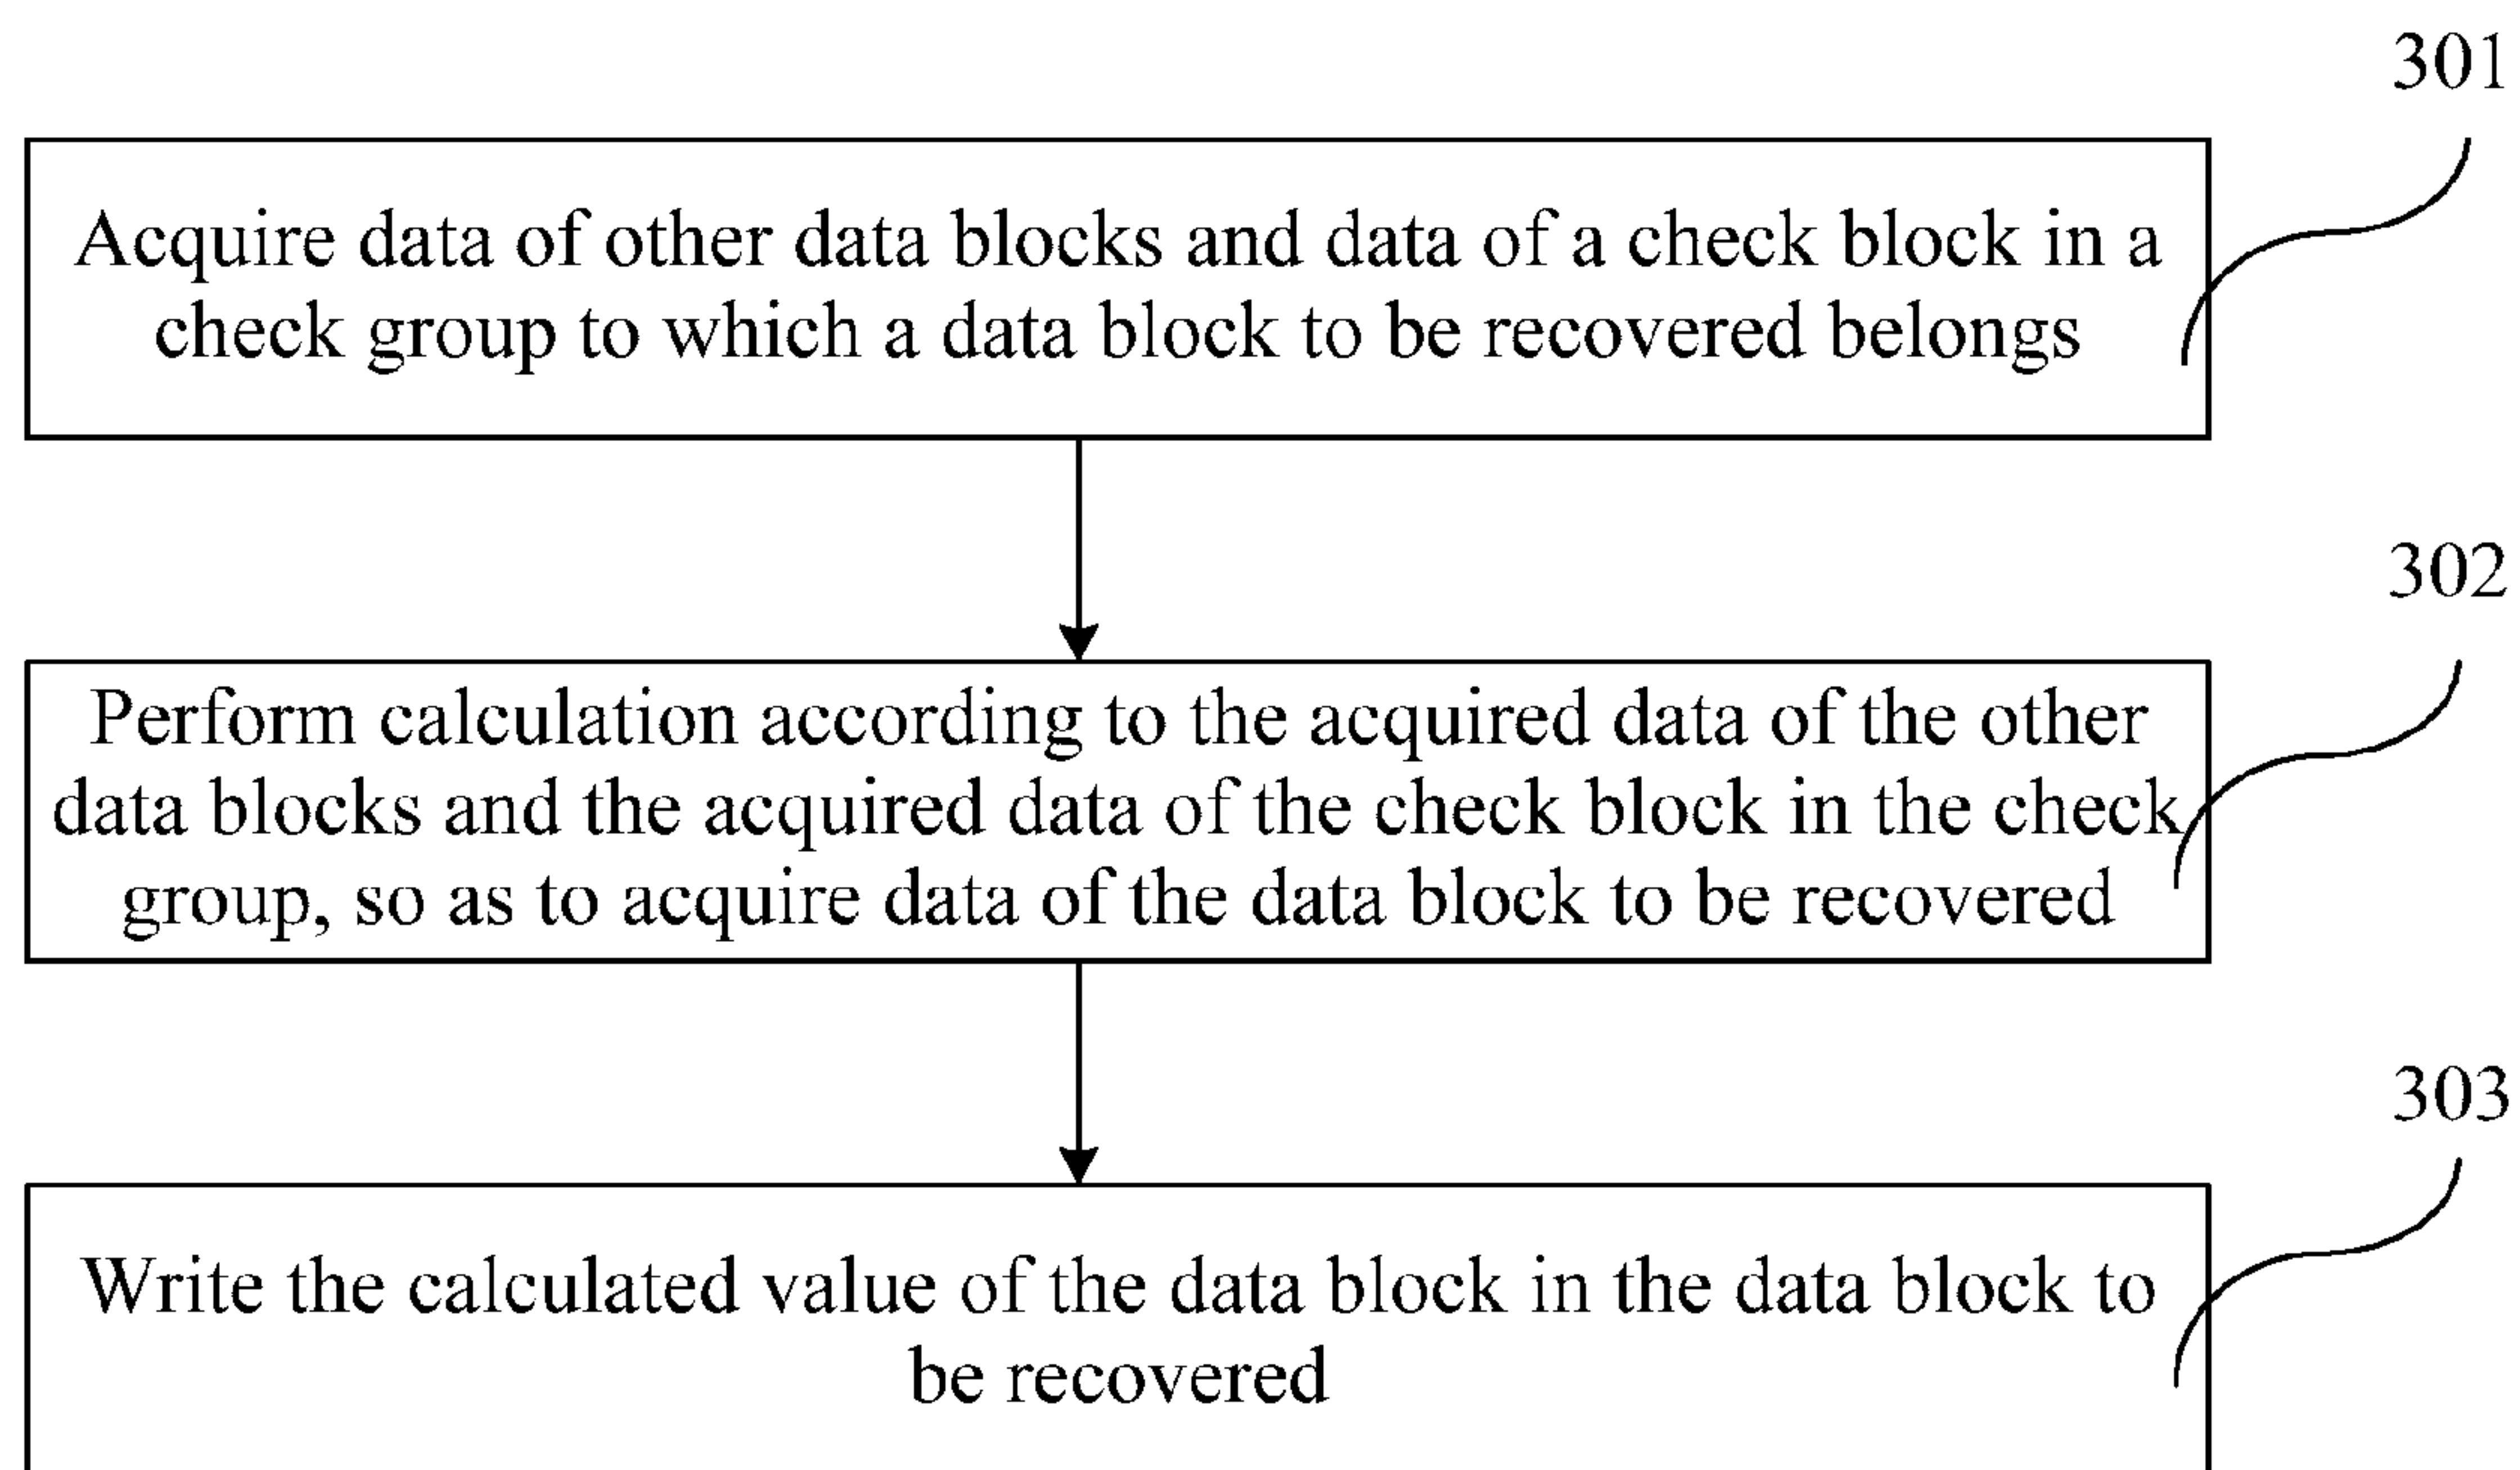 301
Acquire data of other data blocks and data of a check block in a
check group to which a data block to be recovered belongs
302
Perform calculation according to the acquired data of the other
data blocks and the acquired data of the check block in the check
group, so as to acquire data of the data block to be recovered
303
Write the calculated value of the data block in the data block to
be recovered